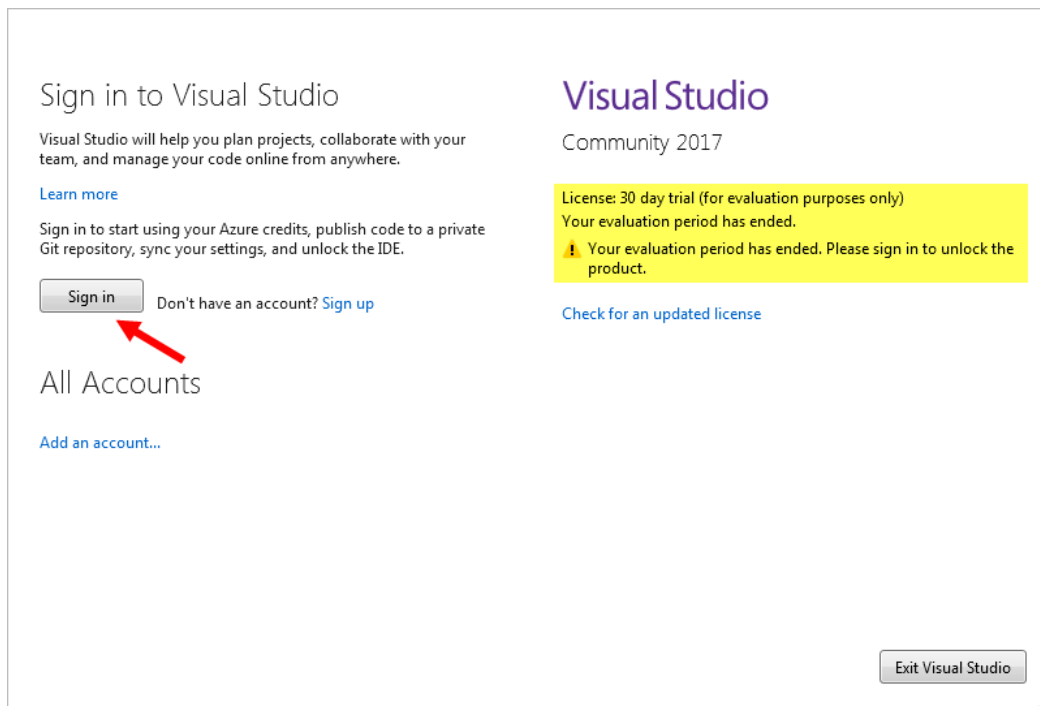 Sign in to Visual Studio
Visual Studio will help you plan projects, collaborate with your
team, and manage your code online from anywhere.
Learn more
Sign in to start using your Azure credits, publish code to a private
Git repository, sync your settings, and unlock the IDE.
Sign in
Don't have an account? Sign up
All Accounts
Add an account...
Visual Studio
Community 2017
License: 30 day trial (for evaluation purposes only)
Your evaluation period has ended.
Your evaluation period has ended. Please sign in to unlock the
product.
Check for an updated license
Exit Visual Studio